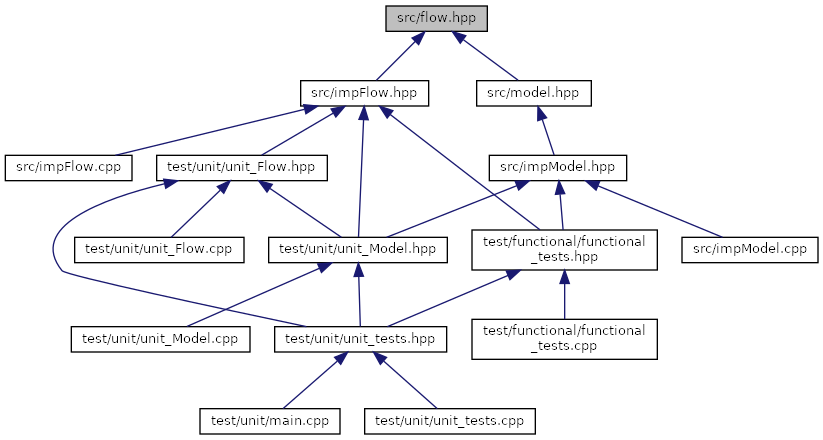 src/flow.hpp
src/impFlow.hpp
src/model.hpp
src/impFlow.cpp
test/unit/unit_Flow.hpp
src/impModel.hpp
test/unit/unit_Flow.cpp
test/unit/unit_Model.hpp
test/functional/functional
_tests.hpp
src/impModel.cpp
test/unit/unit_Model.cpp
test/unit/unit_tests.hpp
test/functional/functional
_tests.cpp
test/unit/main.cpp
test/unit/unit_tests.cpp